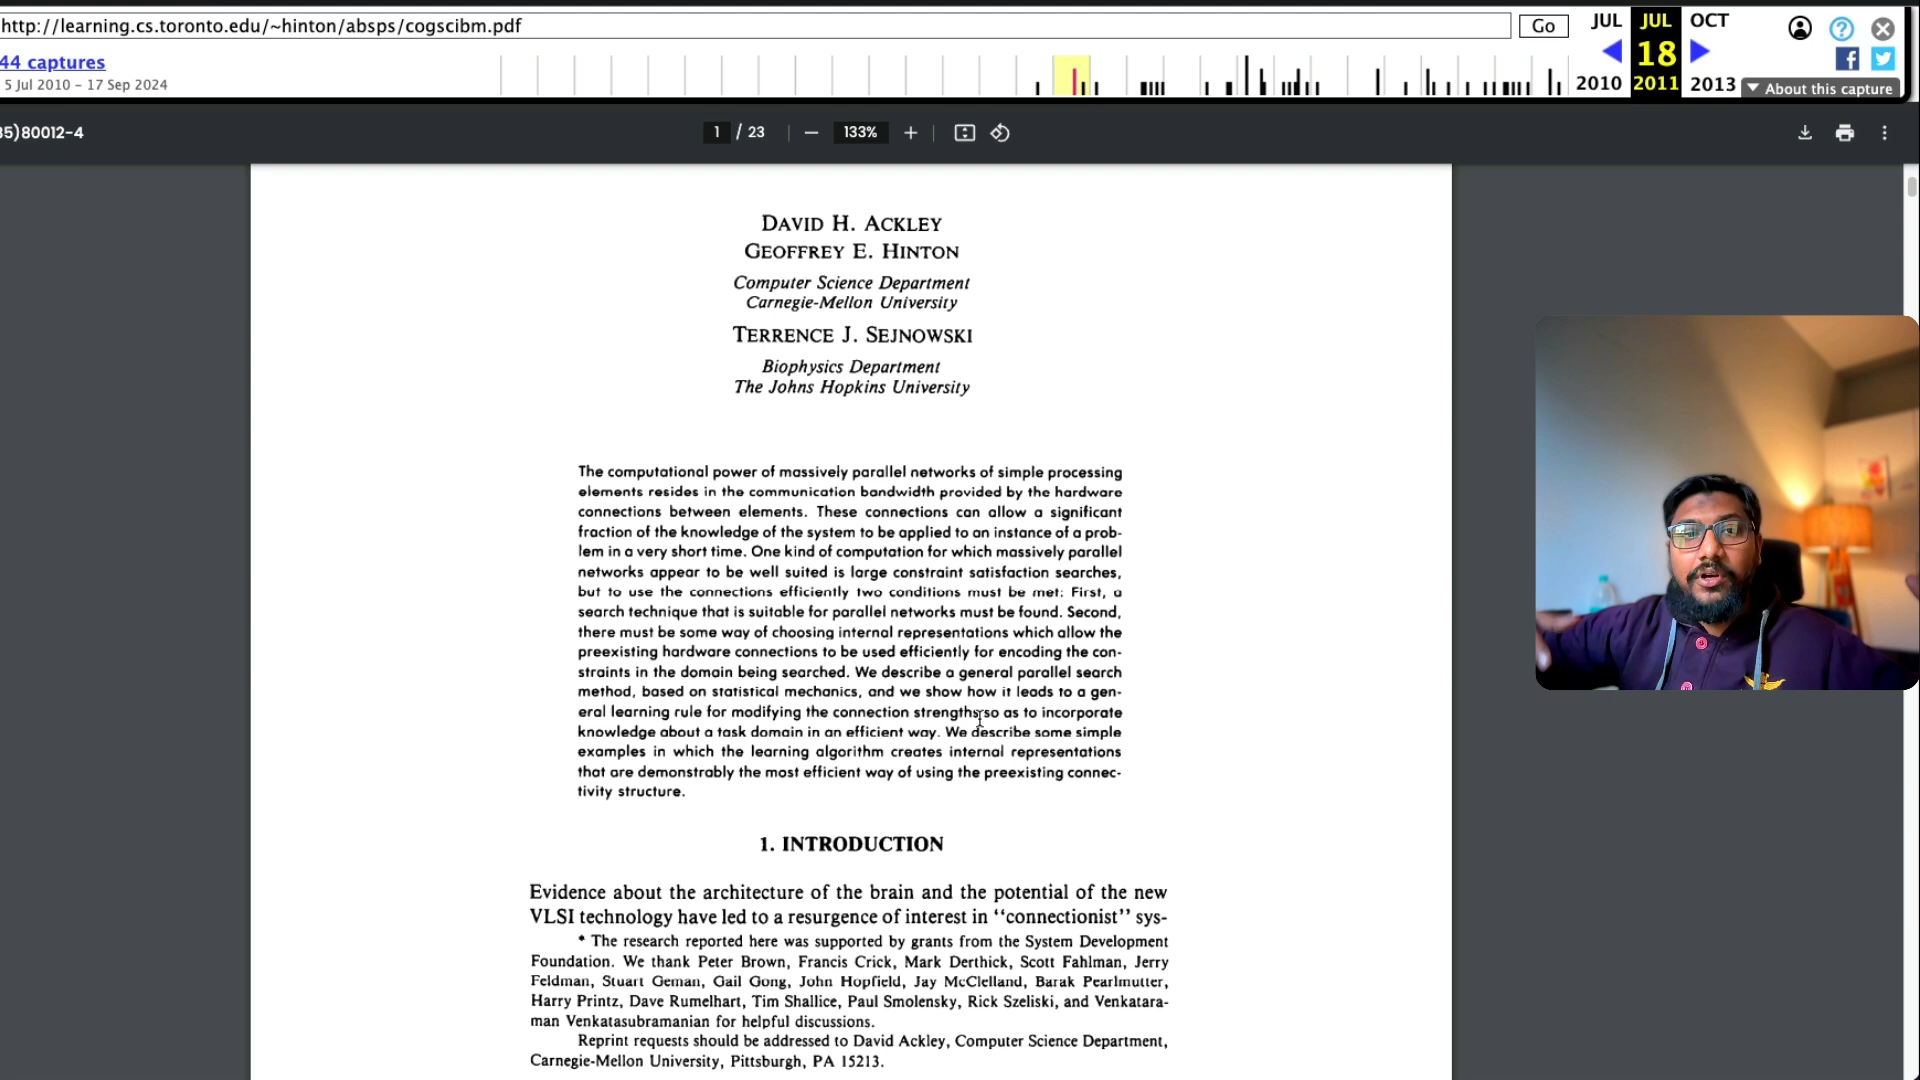 http://learning.cs.toronto.edu/~hinton/absps/cogscibm.pdf
Go
JUL
JUL
OCT
44 captures
18
5 Jul 2010 – 17 Sep 2024
2010
2011
2013
About this capture
85)80012-4
1 / 23
133%
DAVID H. ACKLEY
GEOFFREY E. HINTON
Computer Science Department
Carnegie-Mellon University
TERRENCE J. SEJNOWSKI
Biophysics Department
The Johns Hopkins University
The computational power of massively parallel networks of simple processing
elements resides in the communication bandwidth provided by the hardware
connections between elements. These connections can allow a significant
fraction of the knowledge of the system to be applied to an instance of a prob-
lem in a very short time. One kind of computation for which massively parallel
networks appear to be well suited is large constraint satisfaction searches,
but to use the connections efficiently two conditions must be met: First, a
search technique that is suitable for parallel networks must be found. Second,
there must be some way of choosing internal representations which allow the
preexisting hardware connections to be used efficiently for encoding the con-
straints in the domain being searched. We describe a general parallel search
method, based on statistical mechanics, and we show how it leads to a gen-
eral learning rule for modifying the connection strengths so as to incorporate
knowledge about a task domain in an efficient way. We describe some simple
examples in which the learning algorithm creates internal representations
that are demonstrably the most efficient way of using the preexisting connec-
tivity structure.
1. INTRODUCTION
Evidence about the architecture of the brain and the potential of the new
VLSI technology have led to a resurgence of interest in “connectionist” sys-
* The research reported here was supported by grants from the System Development
Foundation. We thank Peter Brown, Francis Crick, Mark Derthick, Scott Fahlman, Jerry
Feldman, Stuart Geman, Gail Gong, John Hopfield, Jay McClelland, Barak Pearlmutter,
Harry Printz, Dave Rumelhart, Tim Shallice, Paul Smolensky, Rick Szeliski, and Venkatara-
man Venkatasubramanian for helpful discussions.
Reprint requests should be addressed to David Ackley, Computer Science Department,
Carnegie-Mellon University, Pittsburgh, PA 15213.